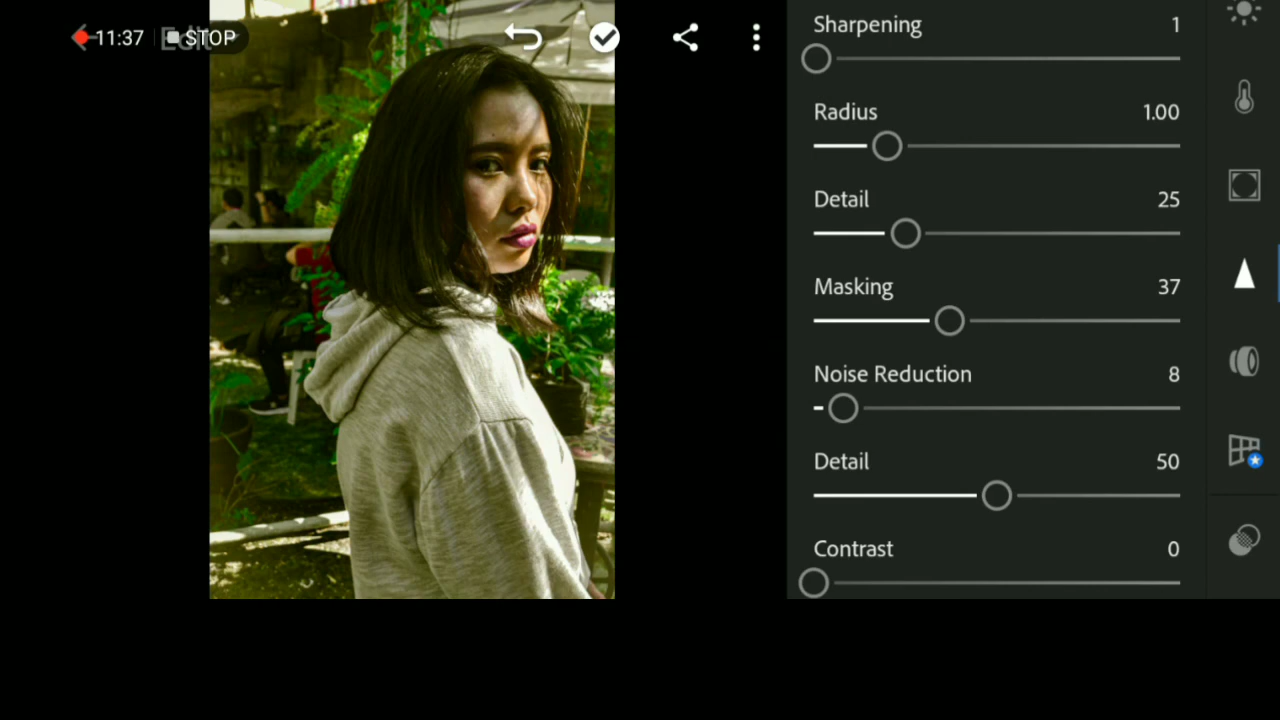 11:37
Edit
STOP
Sharpening 1
Radius 1.00
Detail 25
Masking 37
Noise Reduction 8
Detail 50
Contrast 0